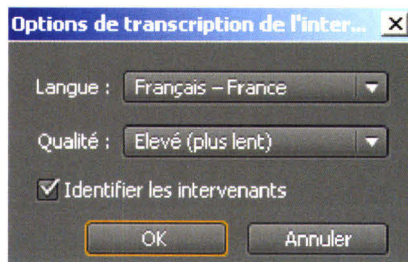 Options de transcription de l'inter...
Langue : Français – France
Qualité : Elevé (plus lent)
Identifier les intervenants
OK Annuler